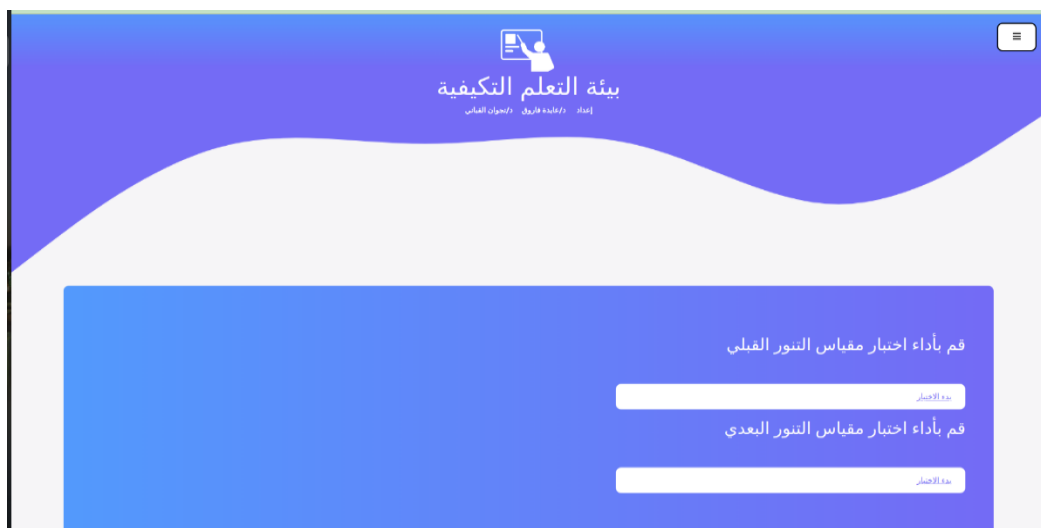 بيئة التعلم التكيفية
إعداد د/عايدة فاروق د/نجوان القباني
قم بأداء اختبار مقياس التنور القبلي
بدء الاختبار
قم بأداء اختبار مقياس التنور البعدي
بدء الاختبار